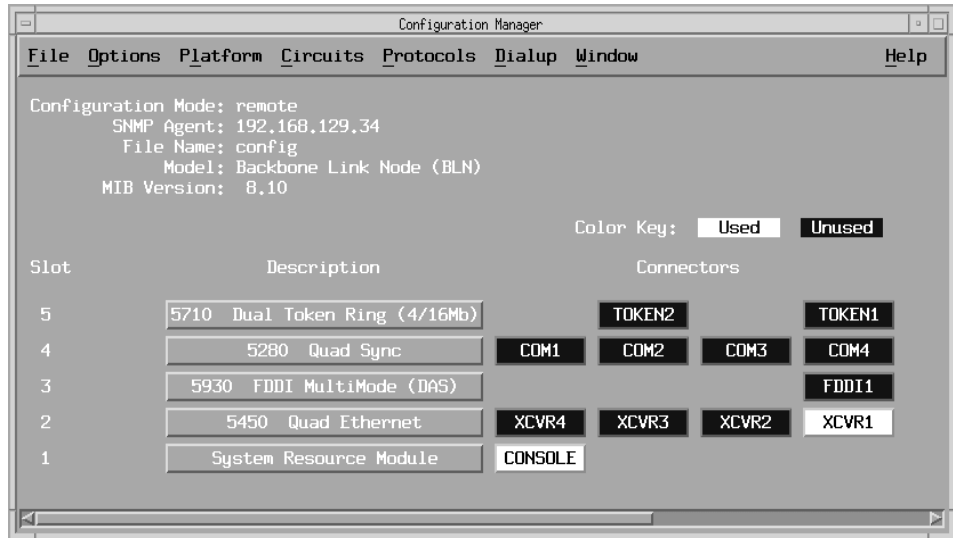 Configuration Manager
File Options Platform Circuits Protocols Dialup Window Help
Configuration Mode: remote
SNMP Agent: 192.168.129.34
File Name: config
Model: Backbone Link Node (BLN)
MIB Version: 8.10
Color Key: Used Unused
Slot Description Connectors
5 5710 Dual Token Ring (4/16Mb) TOKEN2 TOKEN1
4 5280 Quad Sync COM1 COM2 COM3 COM4
3 5930 FDDI MultiMode (DAS) FDDI1
2 5450 Quad Ethernet XCVR4 XCVR3 XCVR2 XCVR1
1 System Resource Module CONSOLE